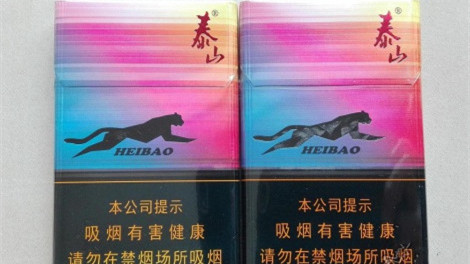 泰山®
HEIBAO
本公司提示
吸烟有害健康
请勿在禁烟场所吸烟
泰山®
HEIBAO
本公司提示
吸烟有害健康
请勿在禁烟场所吸烟